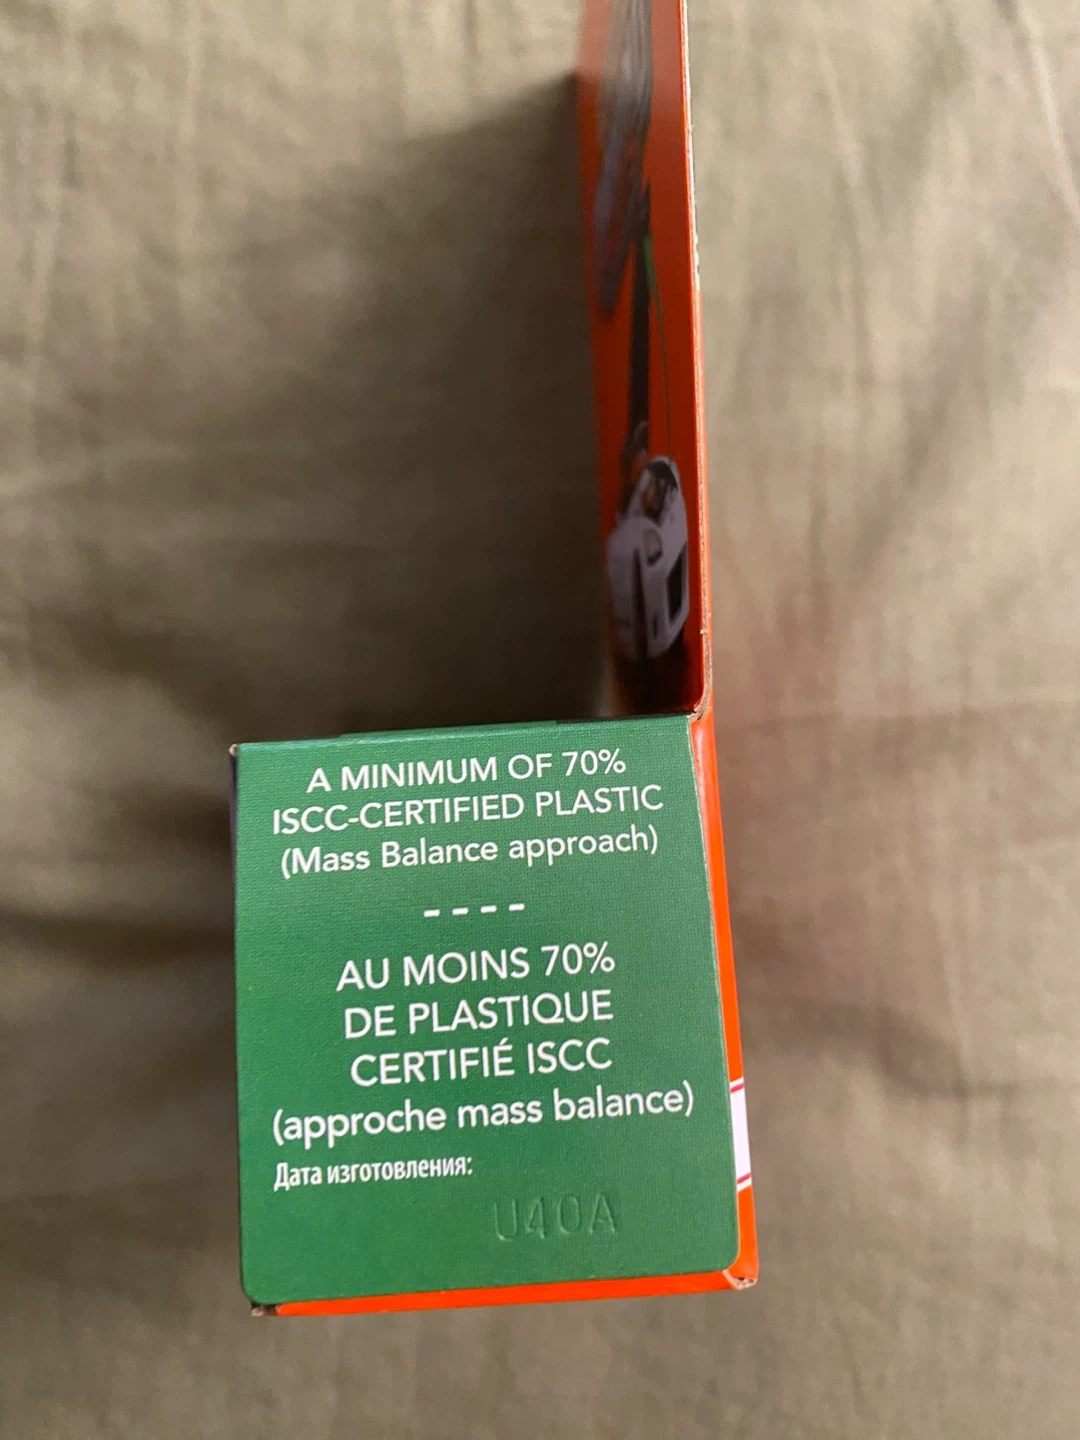 A MINIMUM OF 70%
ISCC-CERTIFIED PLASTIC
(Mass Balance approach)
----
AU MOINS 70%
DE PLASTIQUE
CERTIFIÉ ISCC
(approche mass balance)
Дата изготовления:
U40A